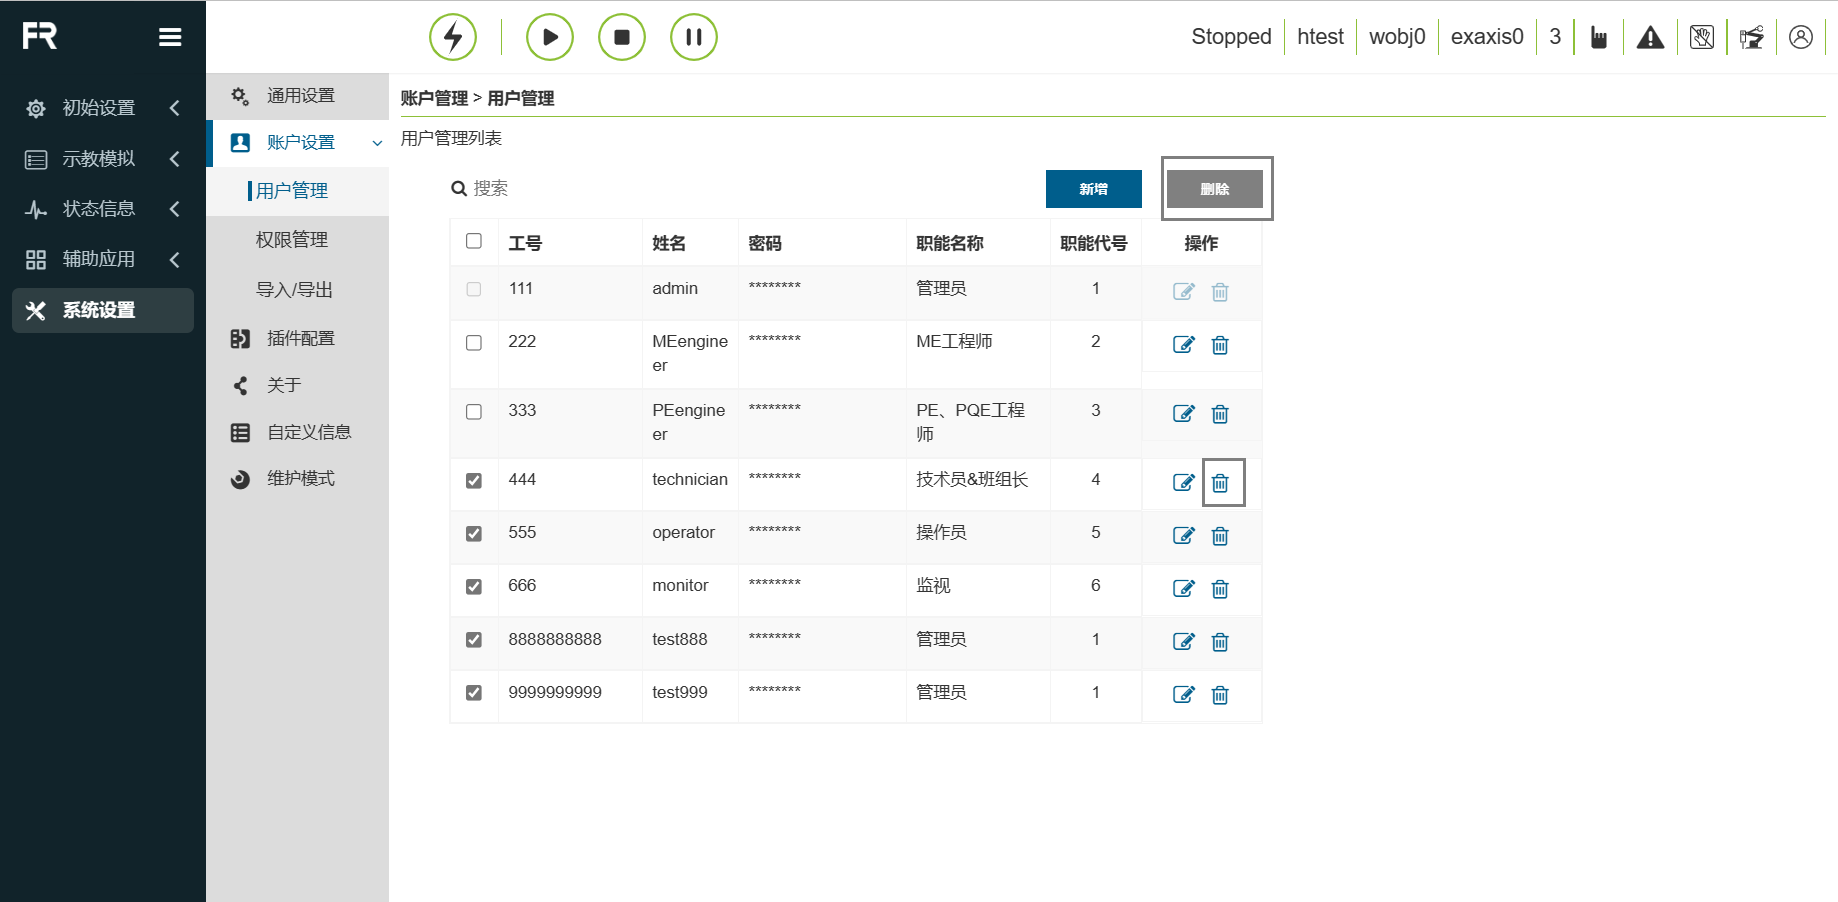 FR
Stopped
htest
wobj0
exaxis0
3
初始设置
示教模拟
状态信息
辅助应用
系统设置
通用设置
账户设置
用户管理
权限管理
导入/导出
插件配置
关于
自定义信息
维护模式
账户管理 > 用户管理
用户管理列表
搜索
新增
删除
工号 姓名 密码 职能名称 职能代号 操作
111 admin ******** 管理员 1
222 MEengine ******** ME工程师 2
er
333 PEengine ******** PE、PQE工程 3
er 师
444 technician ******** 技术员&班组长 4
555 operator ******** 操作员 5
666 monitor ******** 监视 6
8888888888 test888 ******** 管理员 1
9999999999 test999 ******** 管理员 1